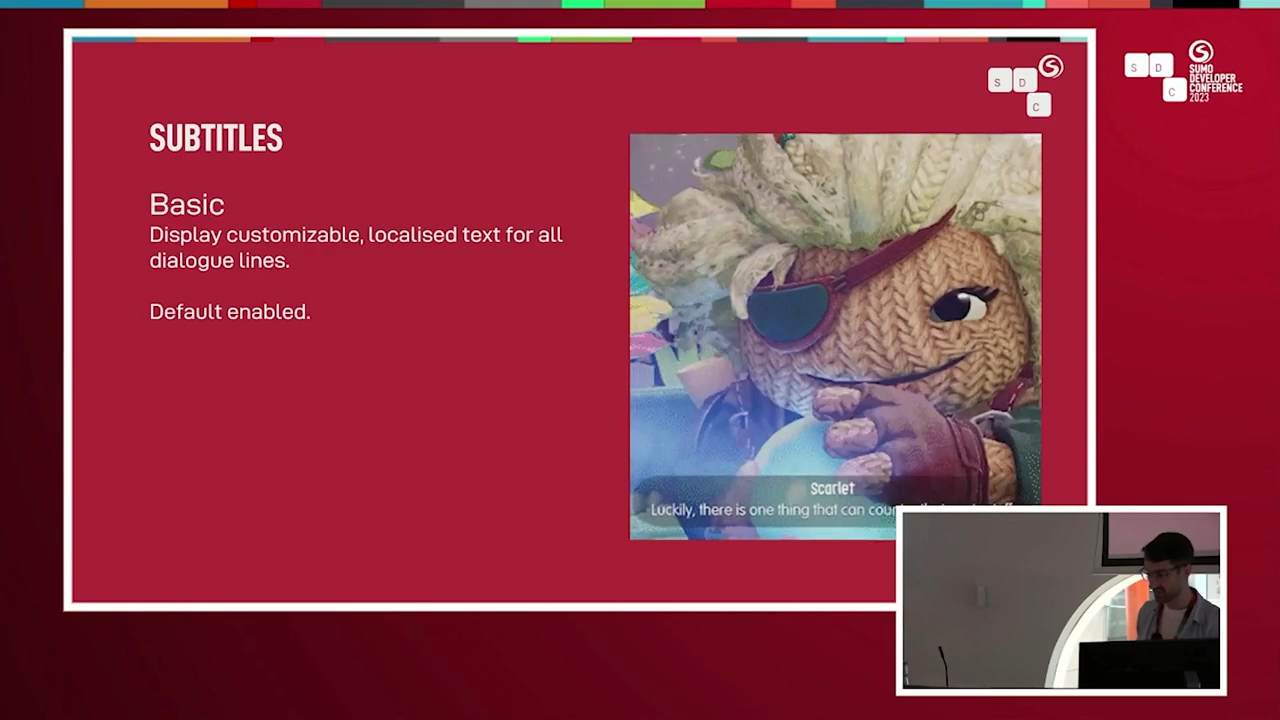 S D
C
SUMO
DEVELOPER
CONFERENCE
2023
S D
C
SUBTITLES
Basic
Display customizable, localised text for all
dialogue lines.
Default enabled.
Scarlet
Luckily, there is one thing that can